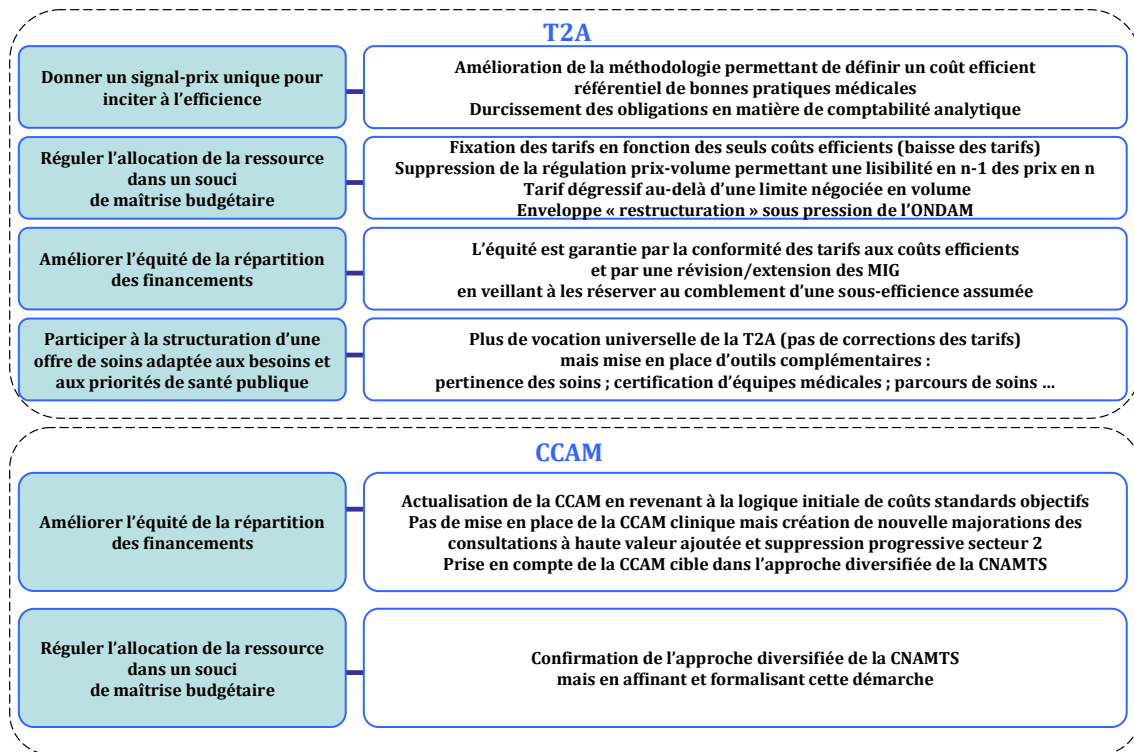 T2A
Donner un signal-prix unique pour
inciter à l’efficience
Amélioration de la méthodologie permettant de définir un coût efficient
référentiel de bonnes pratiques médicales
Durcissement des obligations en matière de comptabilité analytique
Réguler l’allocation de la ressource
dans un souci
de maîtrise budgétaire
Fixation des tarifs en fonction des seuls coûts efficients (baisse des tarifs)
Suppression de la régulation prix-volume permettant une lisibilité en n-1 des prix en n
Tarif dégressif au-delà d’une limite négociée en volume
Enveloppe « restructuration » sous pression de l’ONDAM
Améliorer l’équité de la répartition
des financements
L’équité est garantie par la conformité des tarifs aux coûts efficients
et par une révision/extension des MIG
en veillant à les réserver au comblement d’une sous-efficience assumée
Participer à la structuration d’une
offre de soins adaptée aux besoins et
aux priorités de santé publique
Plus de vocation universelle de la T2A (pas de corrections des tarifs)
mais mise en place d’outils complémentaires :
pertinence des soins ; certification d’équipes médicales ; parcours de soins …
CCAM
Améliorer l’équité de la répartition
des financements
Actualisation de la CCAM en revenant à la logique initiale de coûts standards objectifs
Pas de mise en place de la CCAM clinique mais création de nouvelle majorations des
consultations à haute valeur ajoutée et suppression progressive secteur 2
Prise en compte de la CCAM cible dans l’approche diversifiée de la CNAMTS
Réguler l’allocation de la ressource
dans un souci
de maîtrise budgétaire
Confirmation de l’approche diversifiée de la CNAMTS
mais en affinant et formalisant cette démarche